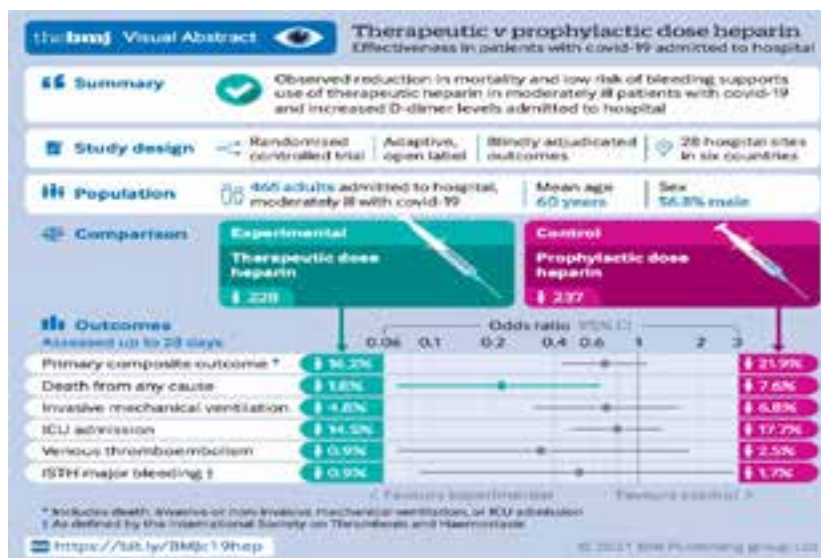 thebmj Visual Abstract
Therapeutic v prophylactic dose heparin
Effectiveness in patients with covid-19 admitted to hospital
Summary
Observed reduction in mortality and low risk of bleeding supports
use of therapeutic heparin in moderately ill patients with covid-19
and increased D-dimer levels admitted to hospital
Study design
Randomised
controlled trial
Adaptive,
open label
Blindly adjudicated
outcomes
28 hospital sites
in six countries
Population
465 adults admitted to hospital,
moderately ill with covid-19
Mean age
60 years
Sex
56.8% male
Comparison
Experimental
Therapeutic dose
heparin
228
Control
Prophylactic dose
heparin
237
Outcomes
Assessed up to 28 days
Odds ratio 95% CI
0.06 0.1 0.2 0.4 0.6 1 2 3
Primary composite outcome * 16.2% 21.9%
Death from any cause 1.8% 7.6%
Invasive mechanical ventilation 4.8% 6.8%
ICU admission 14.5% 17.7%
Venous thromboembolism 0.9% 2.5%
ISTH major bleeding † 0.9% 1.7%
< Favours experimental Favours control >
* Includes death, invasive or non-invasive mechanical ventilation, or ICU admission
† As defined by the International Society on Thrombosis and Haemostasis
https://bit.ly/BMJc19hep
© 2021 BMJ Publishing group Ltd